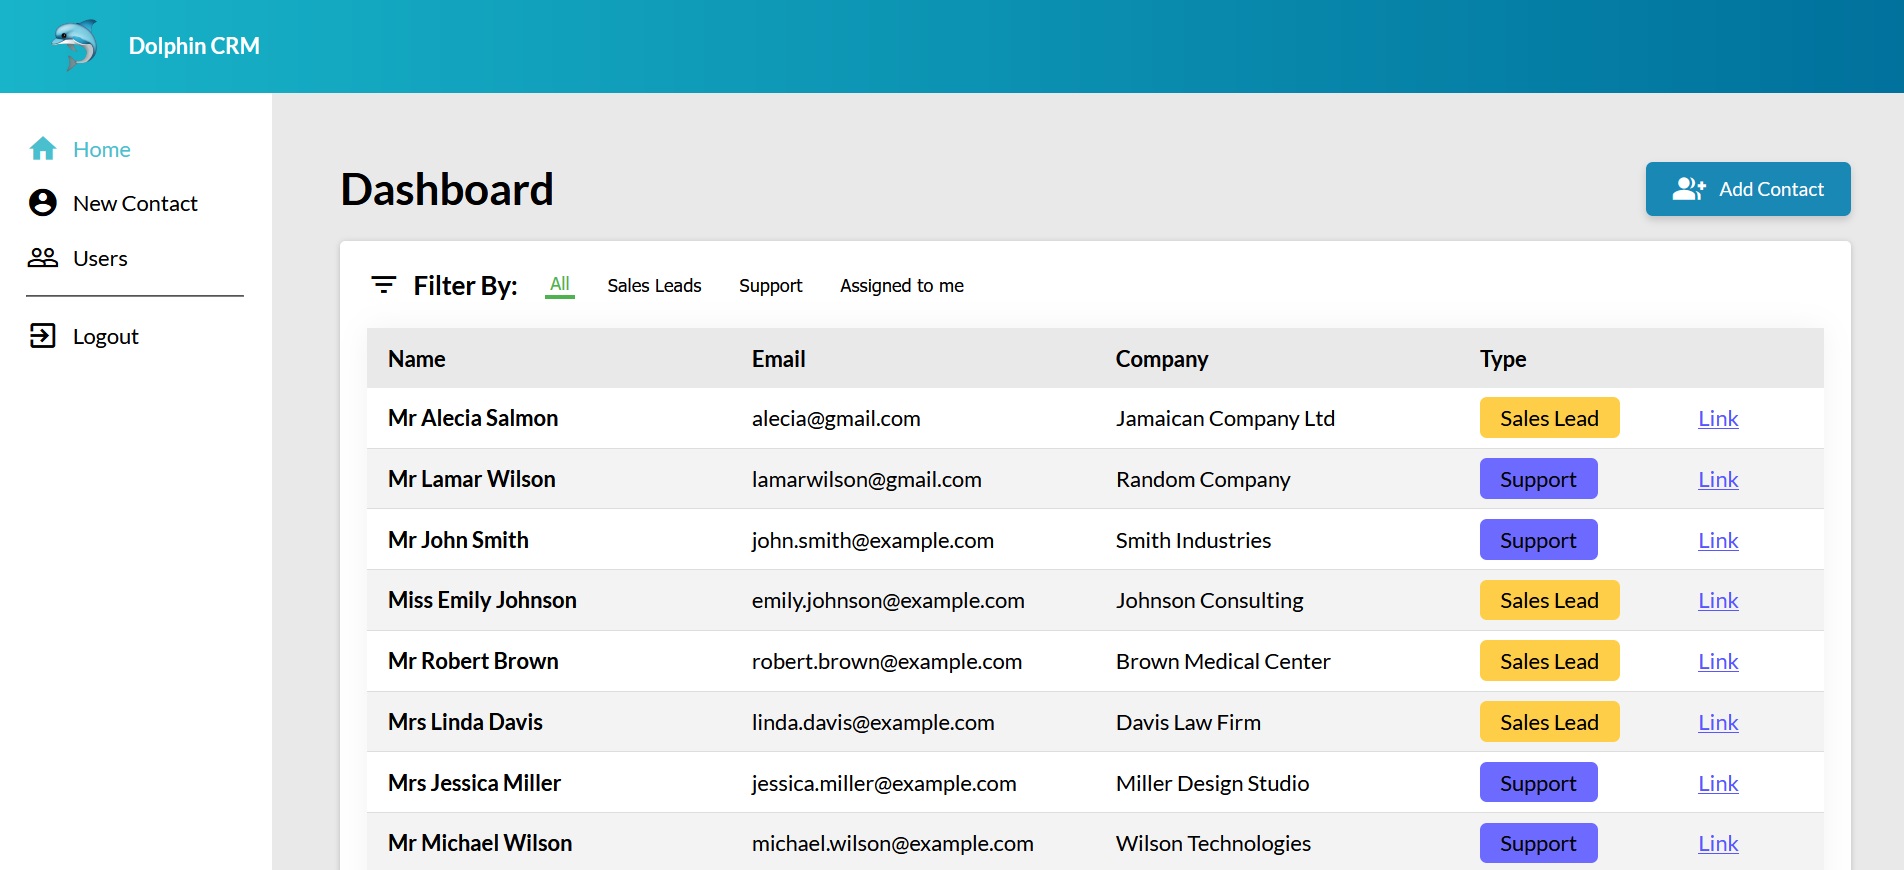 Dolphin CRM
Home
New Contact
Users
Logout
Dashboard
Add Contact
Filter By: All Sales Leads Support Assigned to me
Name Email Company Type
Mr Alecia Salmon alecia@gmail.com Jamaican Company Ltd Sales Lead Link
Mr Lamar Wilson lamarwilson@gmail.com Random Company Support Link
Mr John Smith john.smith@example.com Smith Industries Support Link
Miss Emily Johnson emily.johnson@example.com Johnson Consulting Sales Lead Link
Mr Robert Brown robert.brown@example.com Brown Medical Center Sales Lead Link
Mrs Linda Davis linda.davis@example.com Davis Law Firm Sales Lead Link
Mrs Jessica Miller jessica.miller@example.com Miller Design Studio Support Link
Mr Michael Wilson michael.wilson@example.com Wilson Technologies Support Link